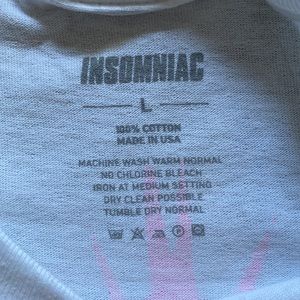 INSOMNIAC
L
100% COTTON
MADE IN USA
MACHINE WASH WARM NORMAL
NO CHLORINE BLEACH
IRON AT MEDIUM SETTING
DRY CLEAN POSSIBLE
TUMBLE DRY NORMAL